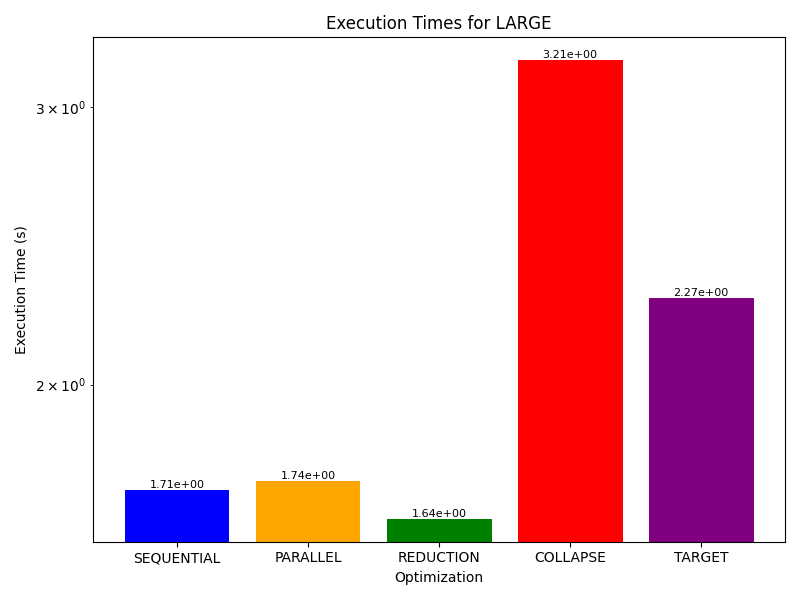 Execution Times for LARGE
3.21e+00
3 × 10⁰
2.27e+00
Execution Time (s)
2 × 10⁰
1.74e+00
1.71e+00
1.64e+00
SEQUENTIAL PARALLEL REDUCTION COLLAPSE TARGET
Optimization